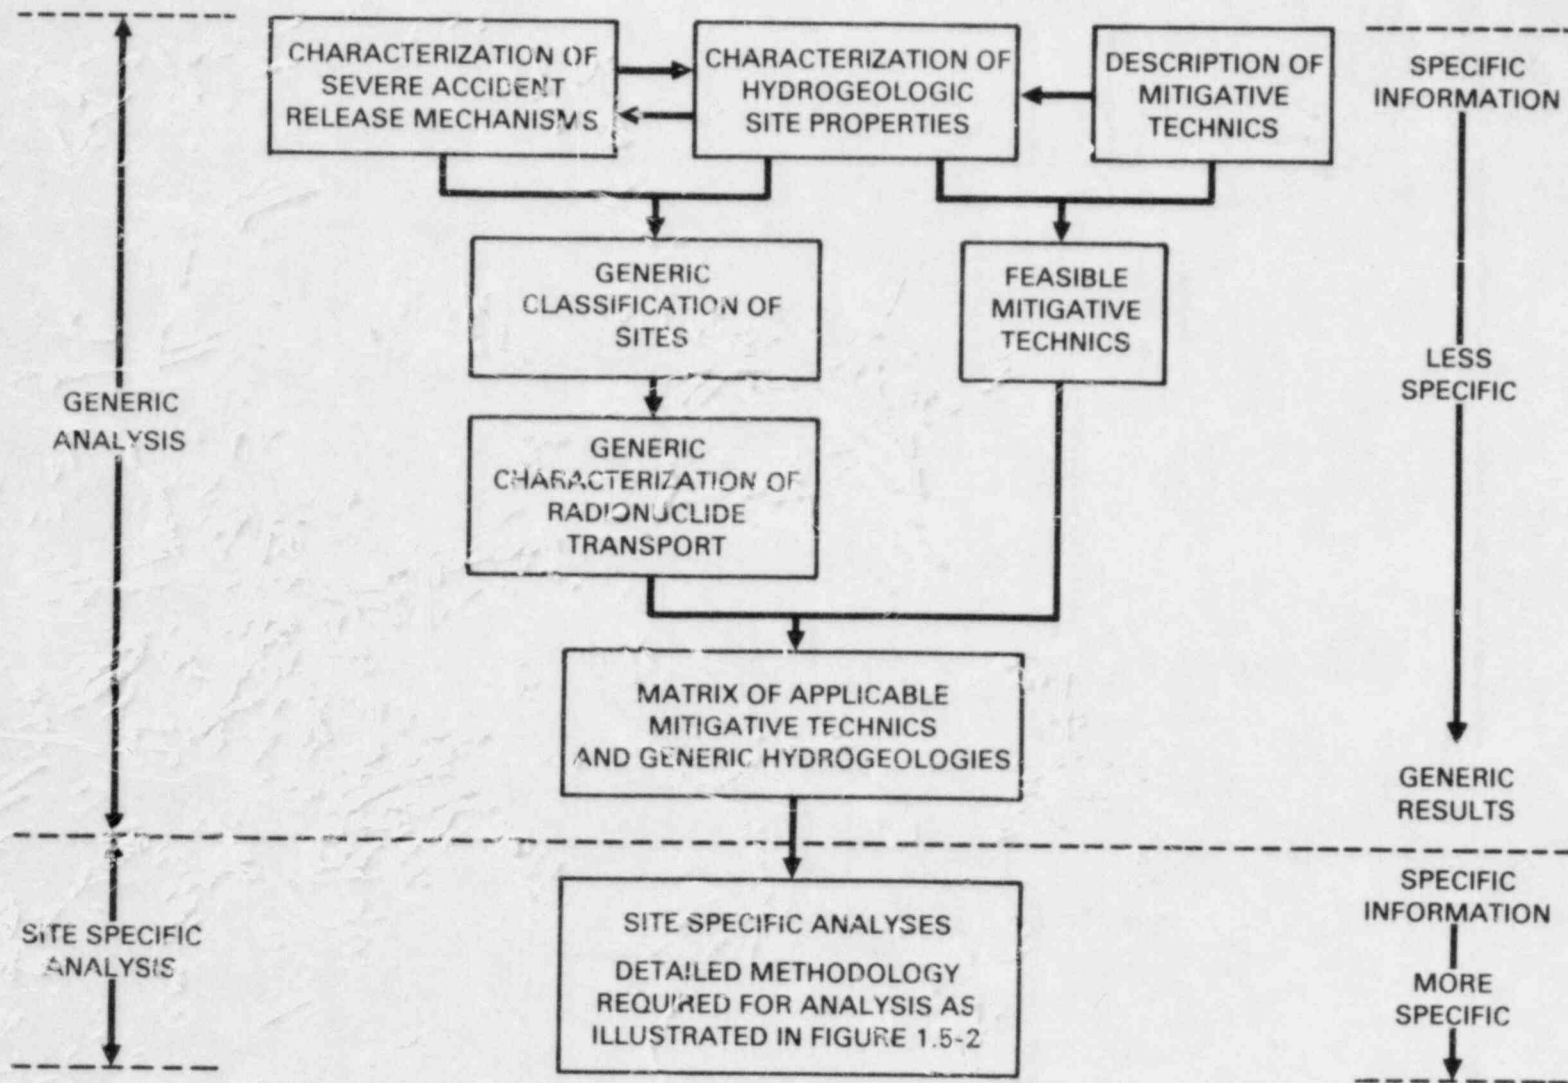 CHARACTERIZATION OF
SEVERE ACCIDENT
RELEASE MECHANISMS
CHARACTERIZATION OF
HYDROGEOLOGIC
SITE PROPERTIES
DESCRIPTION OF
MITIGATIVE
TECHNICS
SPECIFIC
INFORMATION
GENERIC
CLASSIFICATION OF
SITES
FEASIBLE
MITIGATIVE
TECHNICS
LESS
SPECIFIC
GENERIC
ANALYSIS
GENERIC
CHARACTERIZATION OF
RADIONUCLIDE
TRANSPORT
MATRIX OF APPLICABLE
MITIGATIVE TECHNICS
AND GENERIC HYDROGEOLOGIES
GENERIC
RESULTS
SITE SPECIFIC
ANALYSIS
SITE SPECIFIC ANALYSES
DETAILED METHODOLOGY
REQUIRED FOR ANALYSIS AS
ILLUSTRATED IN FIGURE 1.5-2
SPECIFIC
INFORMATION
MORE
SPECIFIC